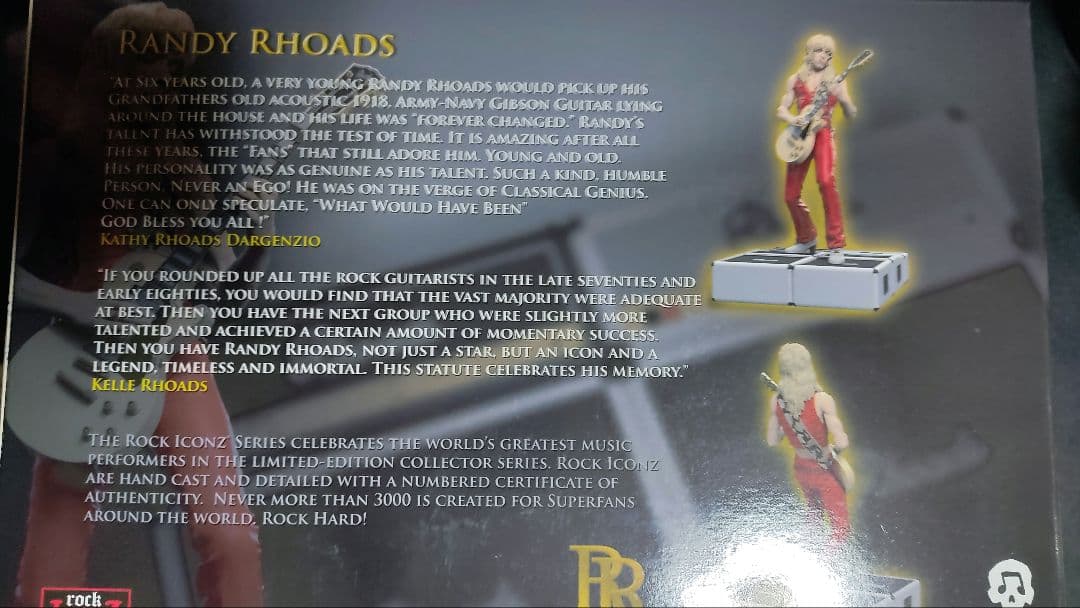 RANDY RHOADS
"AT SIX YEARS OLD, A VERY YOUNG RANDY RHOADS WOULD PICK UP HIS
GRANDFATHERS OLD ACOUSTIC 1918, ARMY-NAVY GIBSON GUITAR LYING
AROUND THE HOUSE AND HIS LIFE WAS "FOREVER CHANGED." RANDY'S
TALENT HAS WITHSTOOD THE TEST OF TIME. IT IS AMAZING AFTER ALL
THESE YEARS, THE "FANS" THAT STILL ADORE HIM. YOUNG AND OLD.
HIS PERSONALITY WAS AS GENUINE AS HIS TALENT. SUCH A KIND, HUMBLE
PERSON, NEVER AN EGO! HE WAS ON THE VERGE OF CLASSICAL GENIUS.
ONE CAN ONLY SPECULATE, "WHAT WOULD HAVE BEEN"
GOD BLESS YOU ALL !"
KATHY RHOADS DARGENZIO
"IF YOU ROUNDED UP ALL THE ROCK GUITARISTS IN THE LATE SEVENTIES AND
EARLY EIGHTIES, YOU WOULD FIND THAT THE VAST MAJORITY WERE ADEQUATE
AT BEST. THEN YOU HAVE THE NEXT GROUP WHO WERE SLIGHTLY MORE
TALENTED AND ACHIEVED A CERTAIN AMOUNT OF MOMENTARY SUCCESS.
THEN YOU HAVE RANDY RHOADS, NOT JUST A STAR, BUT AN ICON AND A
LEGEND, TIMELESS AND IMMORTAL. THIS STATUTE CELEBRATES HIS MEMORY."
KELLE RHOADS
THE ROCK ICONZ SERIES CELEBRATES THE WORLD'S GREATEST MUSIC
PERFORMERS IN THE LIMITED-EDITION COLLECTOR SERIES. ROCK ICONZ
ARE HAND CAST AND DETAILED WITH A NUMBERED CERTIFICATE OF
AUTHENTICITY. NEVER MORE THAN 3000 IS CREATED FOR SUPERFANS
AROUND THE WORLD, ROCK HARD!
RR
rock